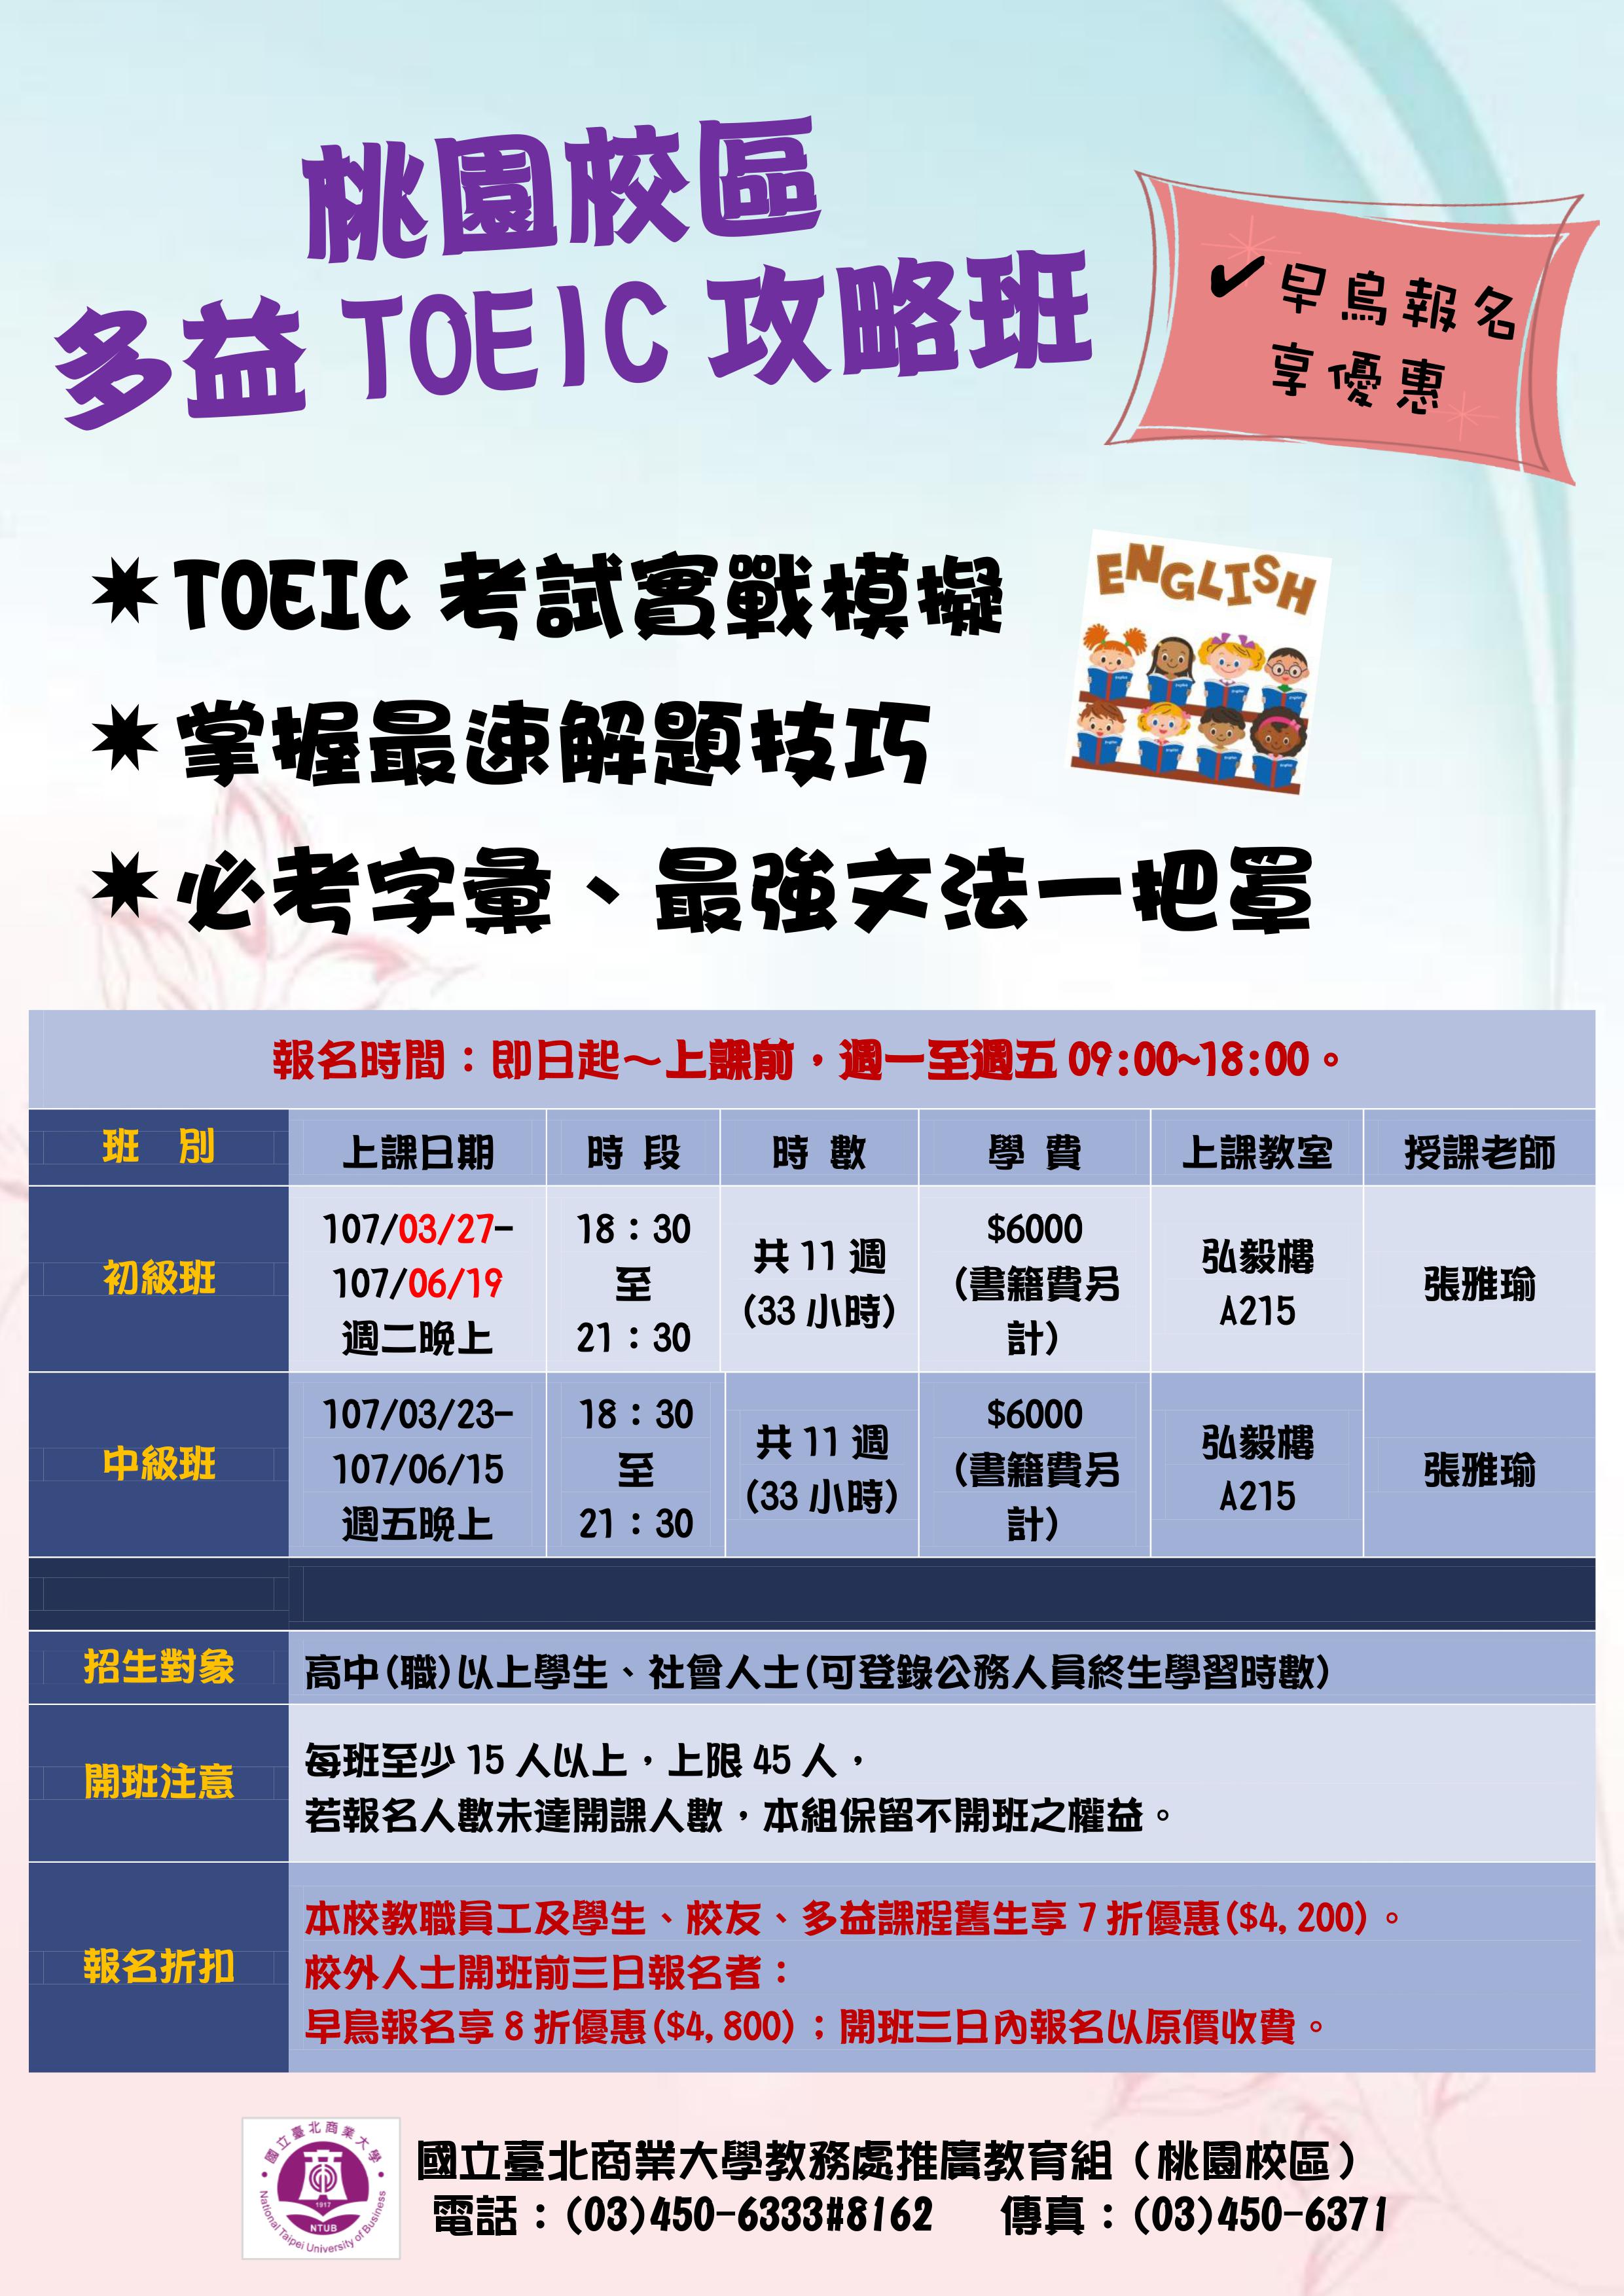 桃園校區
多益 TOEIC 攻略班
✔早鳥報名
享優惠
✷TOEIC 考試實戰模擬
✷掌握最速解題技巧
✷必考字彙、最強文法一把罩
ENGLISH
報名時間：即日起～上課前，週一至週五 09:00~18:00。
班 別 上課日期 時 段 時 數 學 費 上課教室 授課老師
初級班
107/03/27-
107/06/19
週二晚上
18：30
至
21：30
共 11 週
(33 小時)
$6000
(書籍費另
計)
弘毅樓
A215
張雅瑜
中級班
107/03/23-
107/06/15
週五晚上
18：30
至
21：30
共 11 週
(33 小時)
$6000
(書籍費另
計)
弘毅樓
A215
張雅瑜
招生對象
高中(職)以上學生、社會人士(可登錄公務人員終生學習時數)
開班注意
每班至少 15 人以上，上限 45 人，
若報名人數未達開課人數，本組保留不開班之權益。
報名折扣
本校教職員工及學生、校友、多益課程舊生享 7 折優惠($4,200)。
校外人士開班前三日報名者：
早鳥報名享 8 折優惠($4,800)；開班三日內報名以原價收費。
國立臺北商業大學
1917
NTUB
National Taipei University of Business
國立臺北商業大學教務處推廣教育組（桃園校區）
電話：(03)450-6333#8162 傳真：(03)450-6371